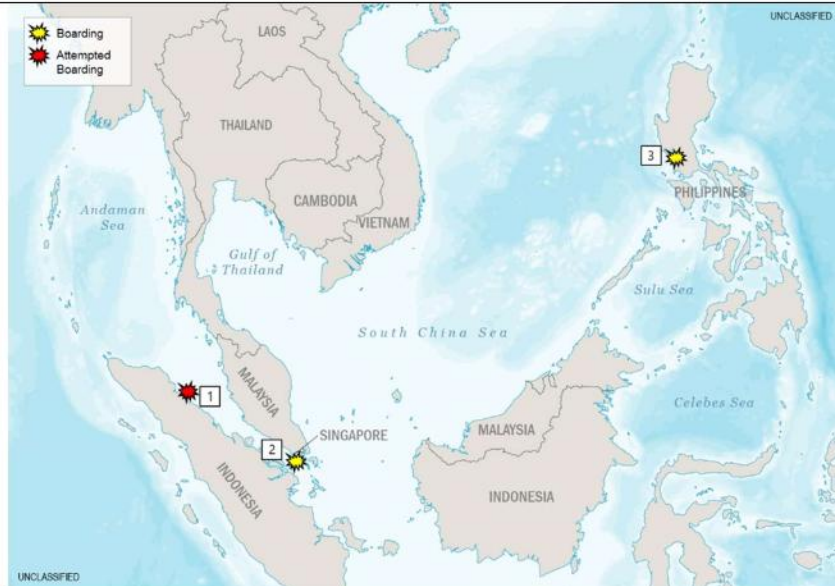 UNCLASSIFIED
Boarding
Attempted
Boarding
LAOS
THAILAND
CAMBODIA
VIETNAM
Andaman
Sea
Gulf of
Thailand
3
PHILIPPINES
Sulu Sea
South China Sea
1
MALAYSIA
Celebes Sea
2
SINGAPORE
MALAYSIA
INDONESIA
INDONESIA
UNCLASSIFIED